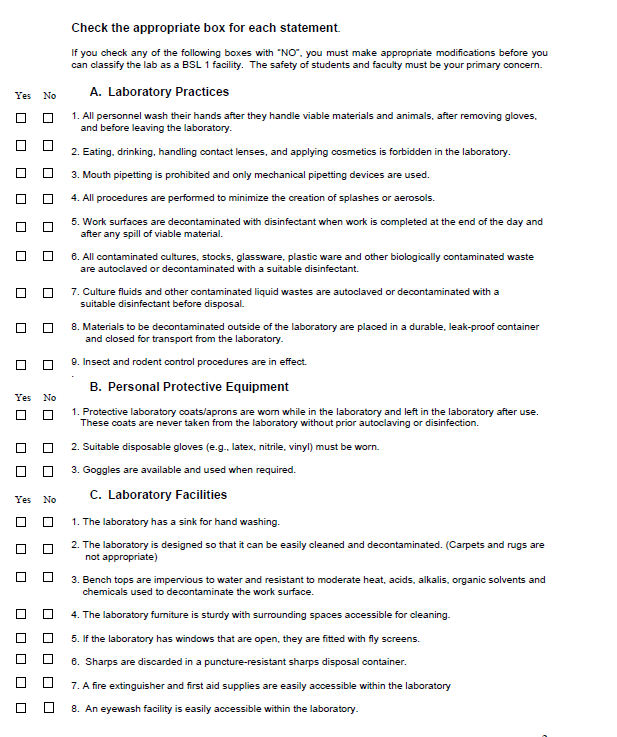 Check the appropriate box for each statement.
If you check any of the following boxes with "NO", you must make appropriate modifications before you
can classify the lab as a BSL 1 facility. The safety of students and faculty must be your primary concern.
Yes No A. Laboratory Practices
1. All personnel wash their hands after they handle viable materials and animals, after removing gloves,
and before leaving the laboratory.
2. Eating, drinking, handling contact lenses, and applying cosmetics is forbidden in the laboratory.
3. Mouth pipetting is prohibited and only mechanical pipetting devices are used.
4. All procedures are performed to minimize the creation of splashes or aerosols.
5. Work surfaces are decontaminated with disinfectant when work is completed at the end of the day and
after any spill of viable material.
6. All contaminated cultures, stocks, glassware, plastic ware and other biologically contaminated waste
are autoclaved or decontaminated with a suitable disinfectant.
7. Culture fluids and other contaminated liquid wastes are autoclaved or decontaminated with a
suitable disinfectant before disposal.
8. Materials to be decontaminated outside of the laboratory are placed in a durable, leak-proof container
and closed for transport from the laboratory.
9. Insect and rodent control procedures are in effect.
.
Yes No B. Personal Protective Equipment
1. Protective laboratory coats/aprons are worn while in the laboratory and left in the laboratory after use.
These coats are never taken from the laboratory without prior autoclaving or disinfection.
2. Suitable disposable gloves (e.g., latex, nitrile, vinyl) must be worn.
3. Goggles are available and used when required.
Yes No C. Laboratory Facilities
1. The laboratory has a sink for hand washing.
2. The laboratory is designed so that it can be easily cleaned and decontaminated. (Carpets and rugs are
not appropriate)
3. Bench tops are impervious to water and resistant to moderate heat, acids, alkalis, organic solvents and
chemicals used to decontaminate the work surface.
4. The laboratory furniture is sturdy with surrounding spaces accessible for cleaning.
5. If the laboratory has windows that are open, they are fitted with fly screens.
6. Sharps are discarded in a puncture-resistant sharps disposal container.
7. A fire extinguisher and first aid supplies are easily accessible within the laboratory
8. An eyewash facility is easily accessible within the laboratory.